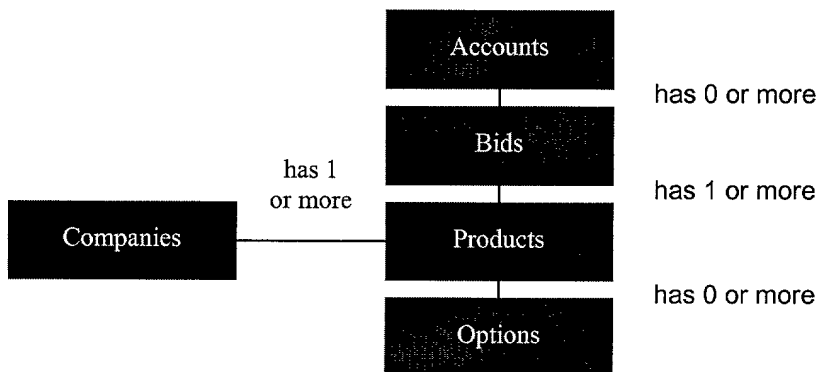 Accounts
has 0 or more
Bids
has 1
or more
has 1 or more
Companies
Products
has 0 or more
Options